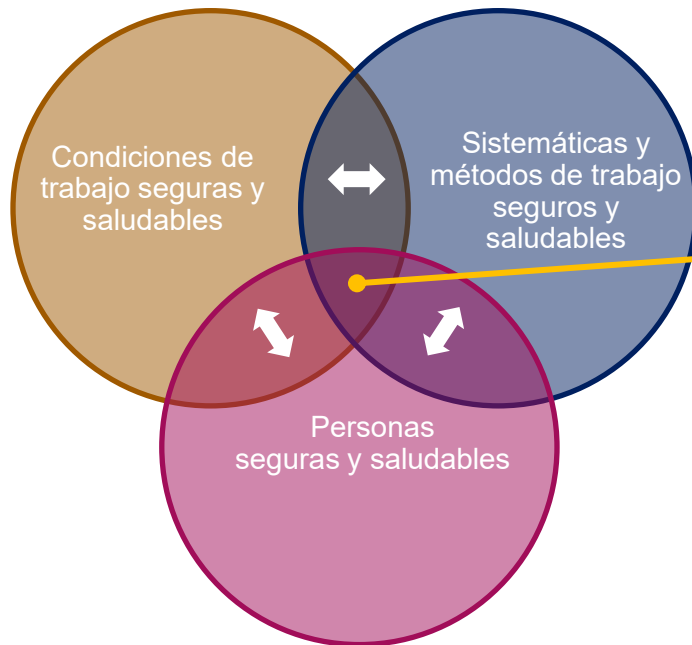 Condiciones de
trabajo seguras y
saludables
Sistemáticas y
métodos de trabajo
seguros y
saludables
Personas
seguras y saludables